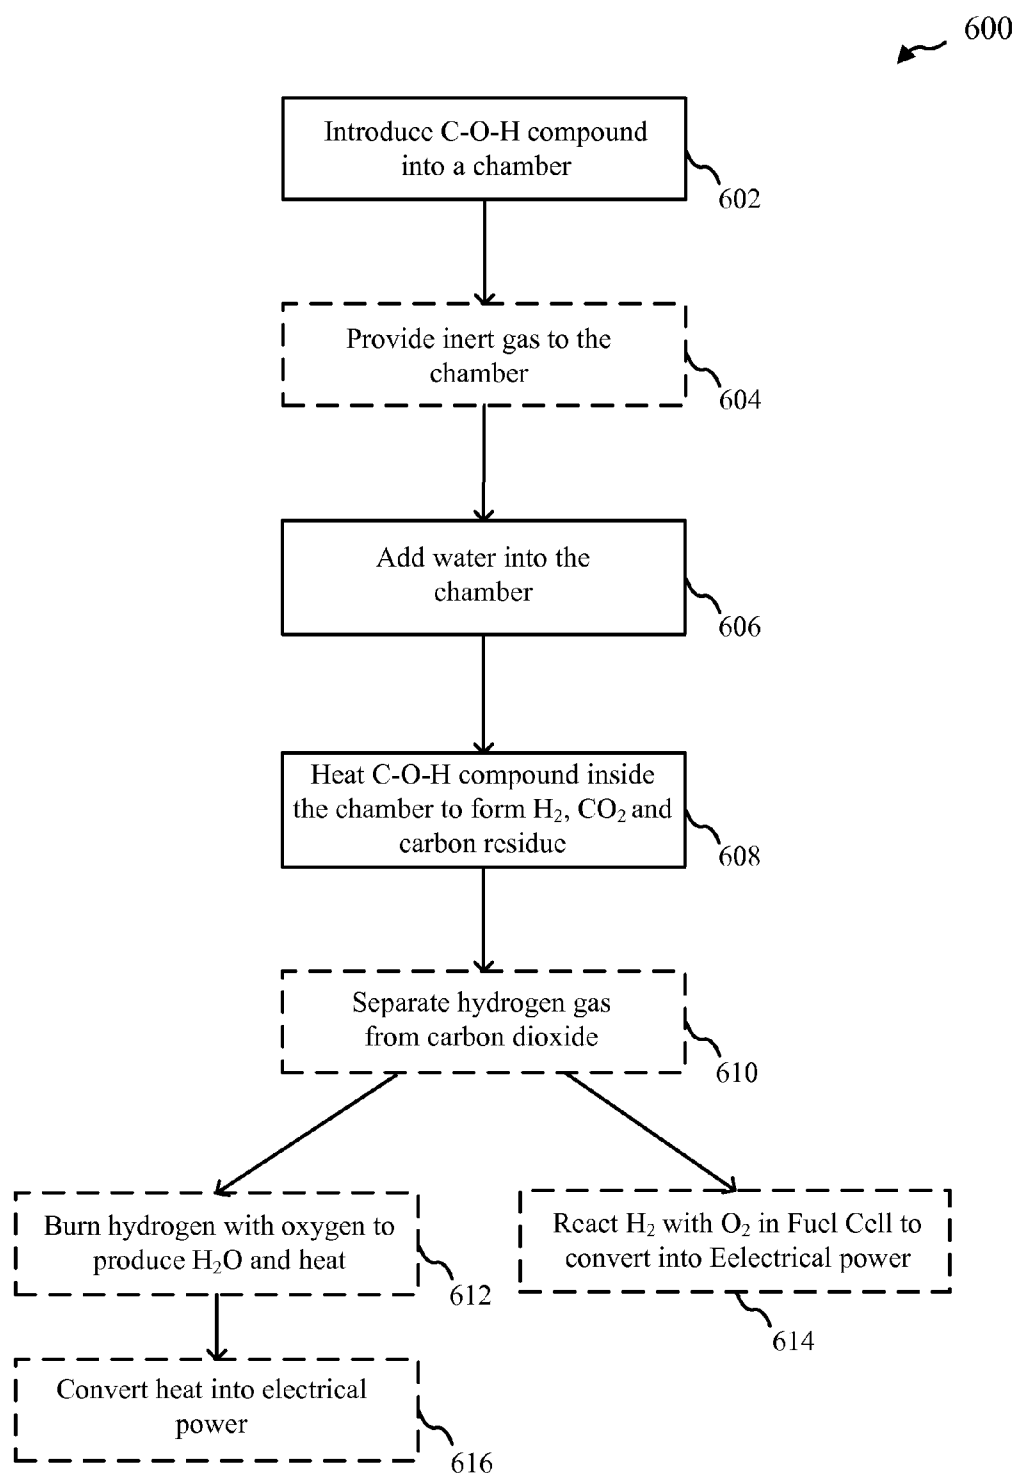 600
Introduce C-O-H compound
into a chamber
602
Provide inert gas to the
chamber
604
Add water into the
chamber
606
Heat C-O-H compound inside
the chamber to form H₂, CO₂ and
carbon residue
608
Separate hydrogen gas
from carbon dioxide
610
Burn hydrogen with oxygen to
produce H₂O and heat
612
React H₂ with O₂ in Fuel Cell to
convert into Eelectrical power
614
Convert heat into electrical
power
616